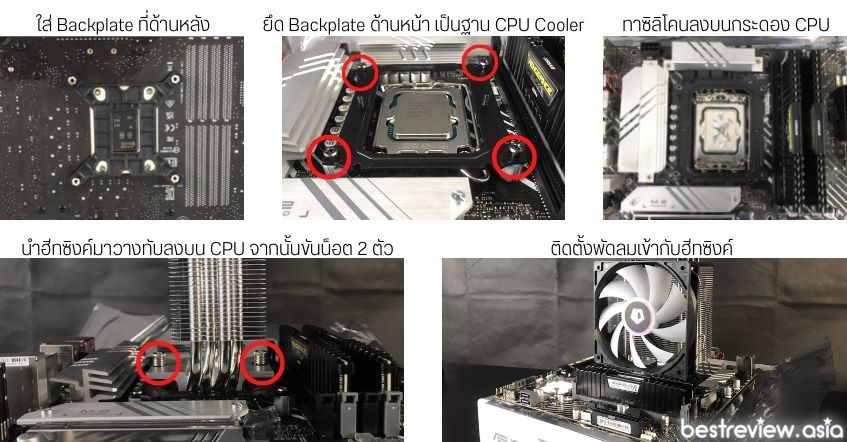 ใส่ Backplate ที่ด้านหลัง
ยึด Backplate ด้านหน้า เป็นฐาน CPU Cooler
ทาซิลิโคนลงบนกระดอง CPU
นำฮีทซิงค์มาวางทับลงบน CPU จากนั้นขันน็อต 2 ตัว
ติดตั้งพัดลมเข้ากับฮีทซิงค์
M.2
bestreview.asia